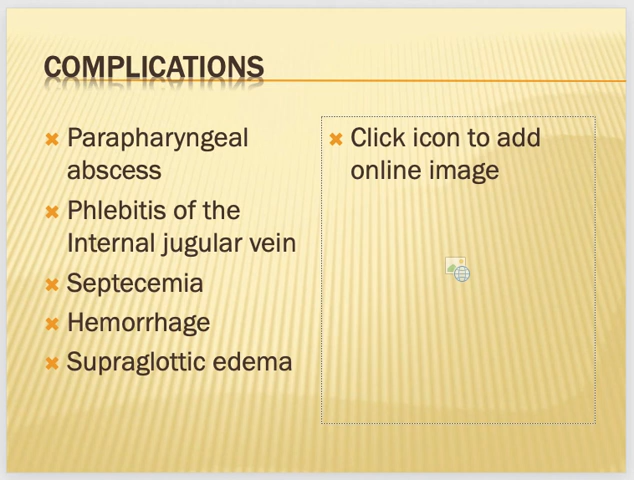 COMPLICATIONS
Parapharyngeal
abscess
Phlebitis of the
Internal jugular vein
Septecemia
Hemorrhage
Supraglottic edema
Click icon to add
online image